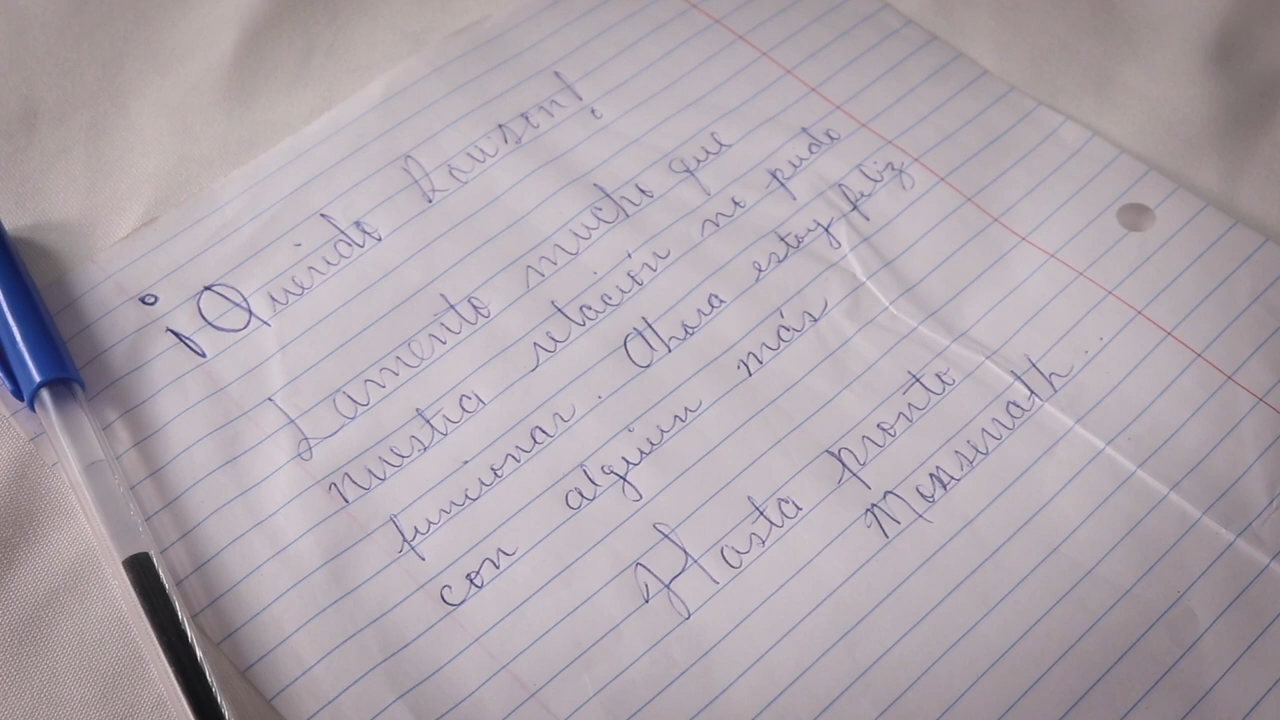 ¡Querido Rawson!
Lamento mucho que
nuestra relación no pudo
funcionar. Ahora estoy feliz
con alguien más
Hasta pronto
Monserrath...